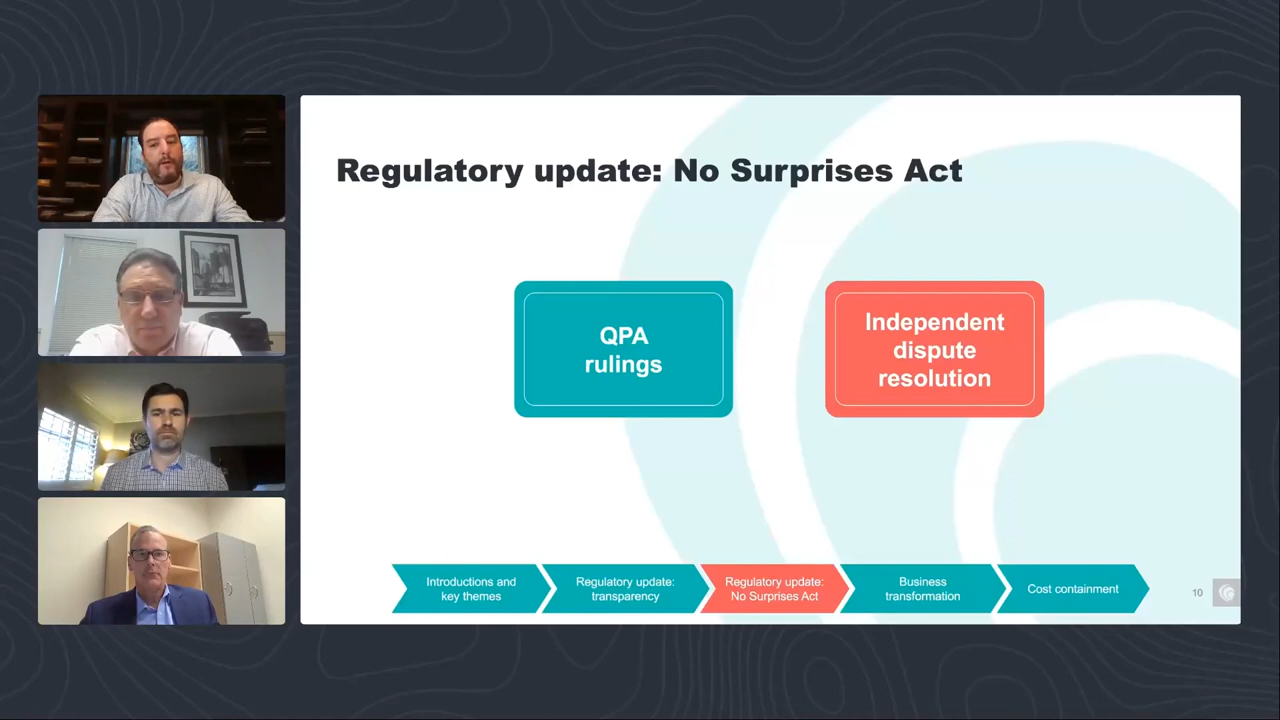 Regulatory update: No Surprises Act
QPA
rulings
Independent
dispute
resolution
Introductions and
key themes
Regulatory update:
transparency
Regulatory update:
No Surprises Act
Business
transformation
Cost containment
10